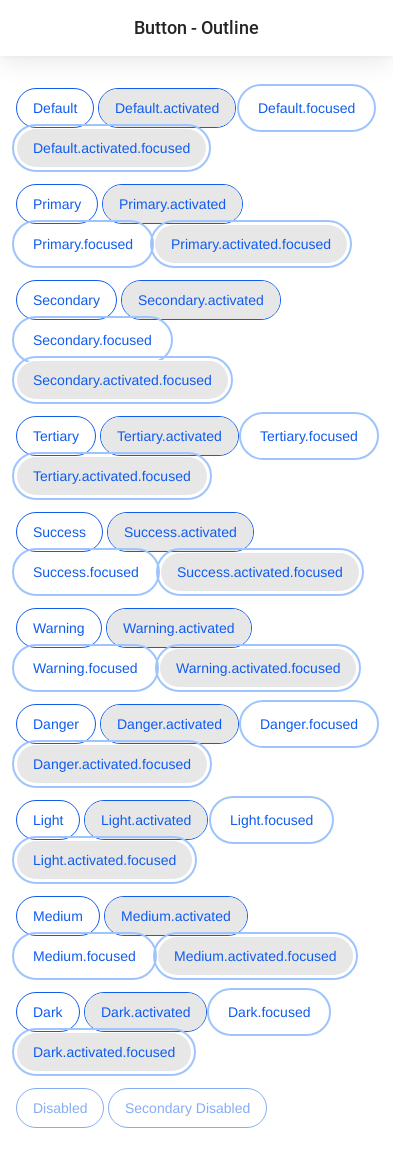 Button - Outline
Default Default.activated Default.focused
Default.activated.focused
Primary Primary.activated
Primary.focused Primary.activated.focused
Secondary Secondary.activated
Secondary.focused
Secondary.activated.focused
Tertiary Tertiary.activated Tertiary.focused
Tertiary.activated.focused
Success Success.activated
Success.focused Success.activated.focused
Warning Warning.activated
Warning.focused Warning.activated.focused
Danger Danger.activated Danger.focused
Danger.activated.focused
Light Light.activated Light.focused
Light.activated.focused
Medium Medium.activated
Medium.focused Medium.activated.focused
Dark Dark.activated Dark.focused
Dark.activated.focused
Disabled Secondary Disabled